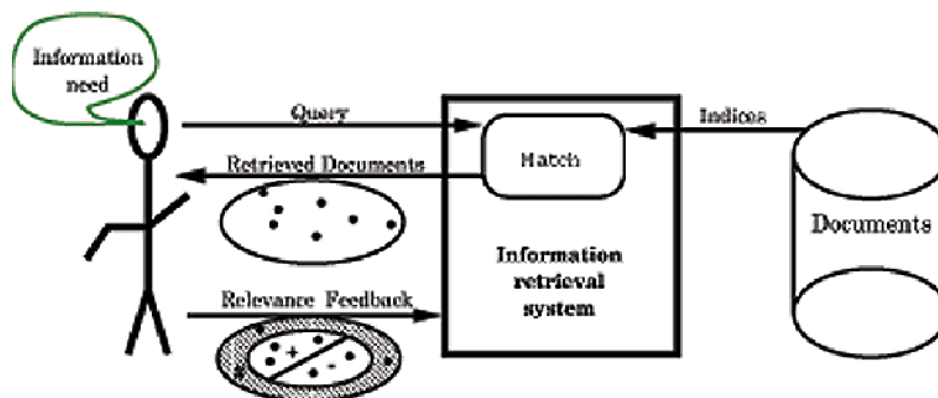 Information
need
Query
Indices
Match
Retrieved Documents
Documents
Information
retrieval
system
Relevance Feedback
+
-